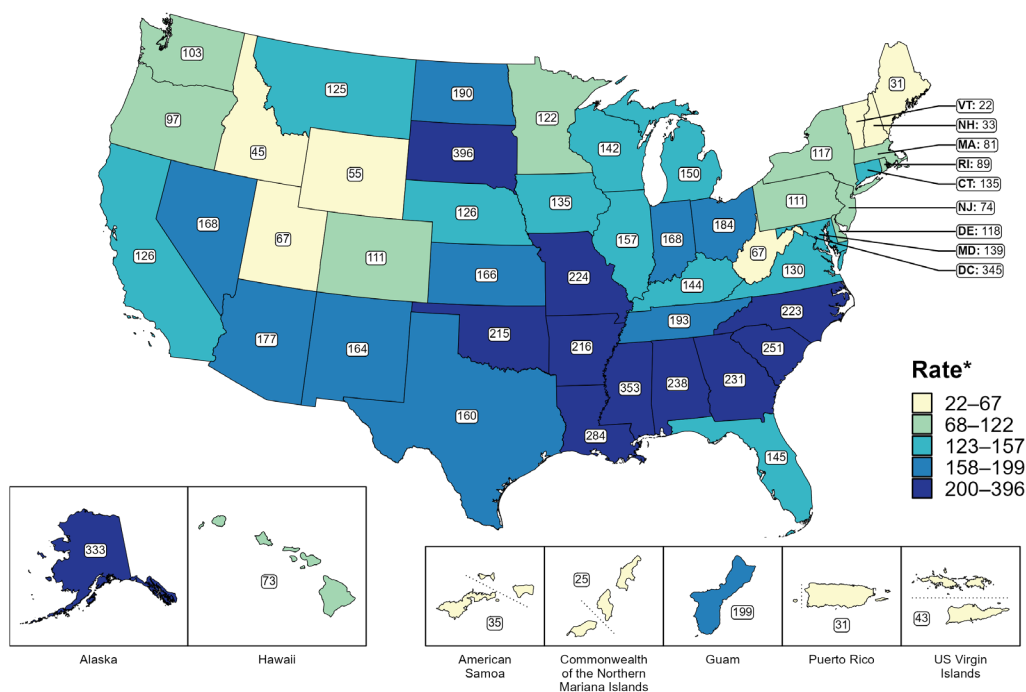 103
97
45
125
55
190
396
122
142
150
31
VT: 22
NH: 33
MA: 81
RI: 89
CT: 135
NJ: 74
DE: 118
MD: 139
DC: 345
117
111
126
168
67
111
126
135
157
168
184
67
130
166
224
144
193
223
177
164
215
216
353
238
231
251
160
284
145
Rate*
22–67
68–122
123–157
158–199
200–396
333
73
35
25
199
31
43
Alaska
Hawaii
American
Samoa
Commonwealth
of the Northern
Mariana Islands
Guam
Puerto Rico
US Virgin
Islands